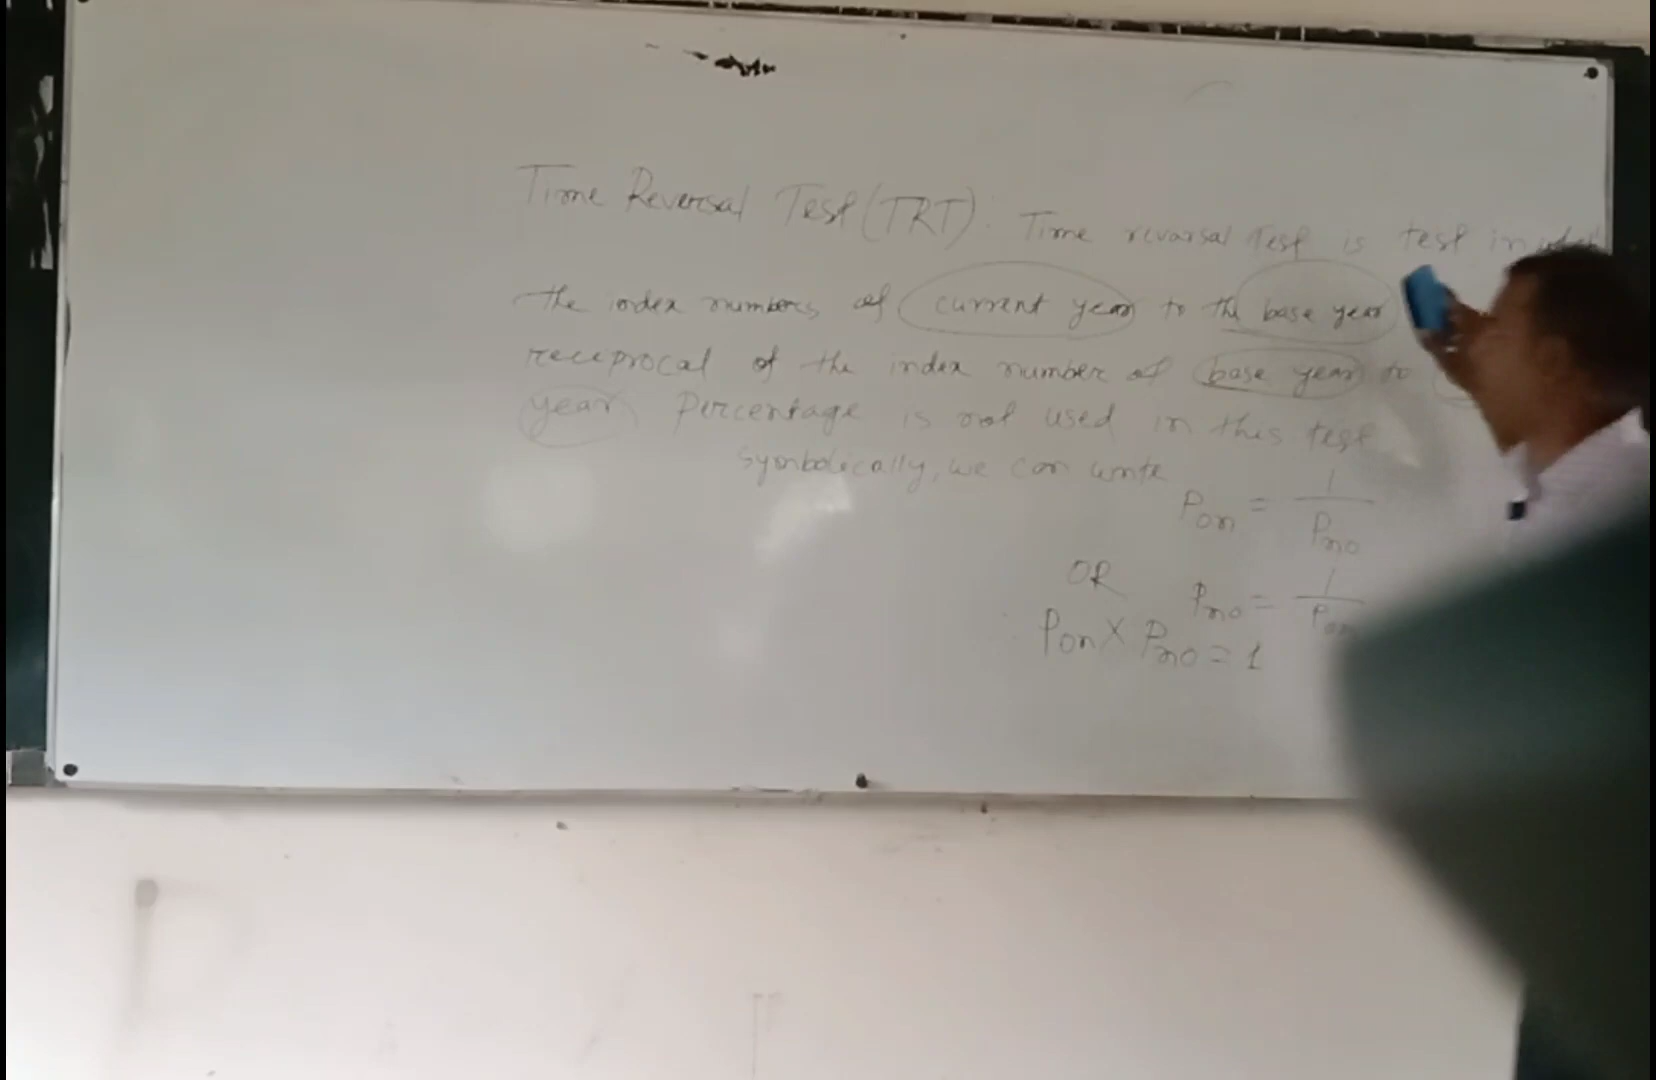 Time Reversal Test (TRT). Time revarsal Test is test in
the index numbers of current year to the base year
reciprocal of the index number of base year to
year Percentage is not used in this test
symbolically, we can write
Pon = 1/Pno
OR Pno = 1/Pon
Pon X Pno = 1